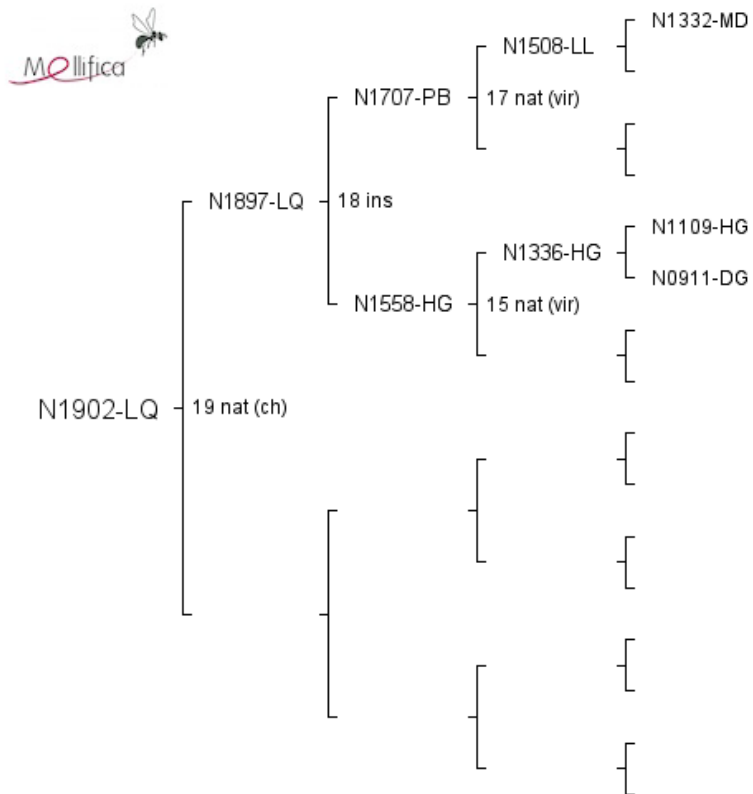 Mellifica
N1332-MD
N1508-LL
N1707-PB
17 nat (vir)
N1897-LQ
18 ins
N1109-HG
N1336-HG
N0911-DG
N1558-HG
15 nat (vir)
N1902-LQ
19 nat (ch)